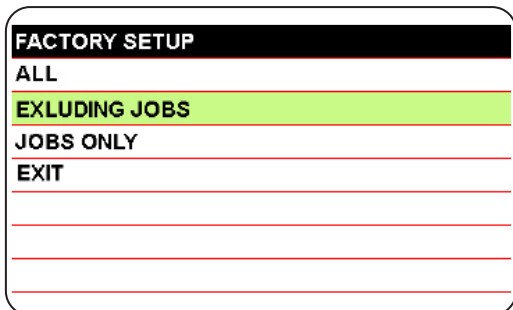 FACTORY SETUP
ALL
EXLUDING JOBS
JOBS ONLY
EXIT